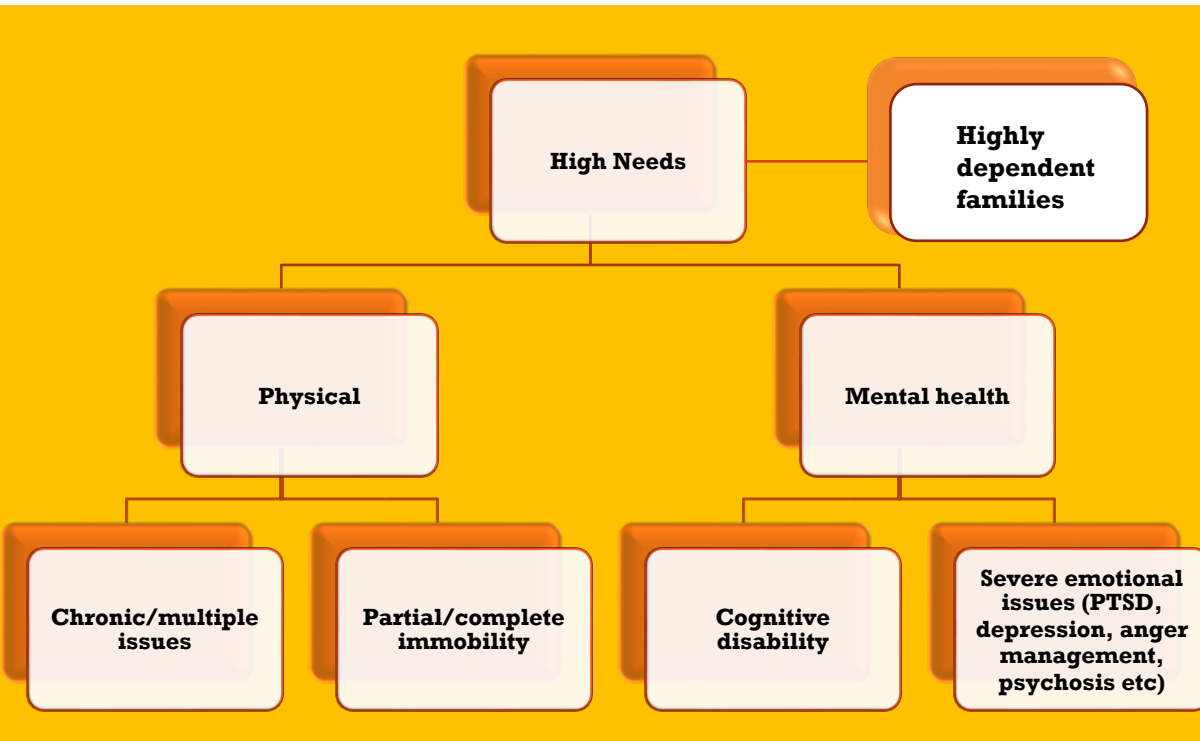 High Needs
Highly
dependent
families
Physical
Mental health
Chronic/multiple
issues
Partial/complete
immobility
Cognitive
disability
Severe emotional
issues (PTSD,
depression, anger
management,
psychosis etc)